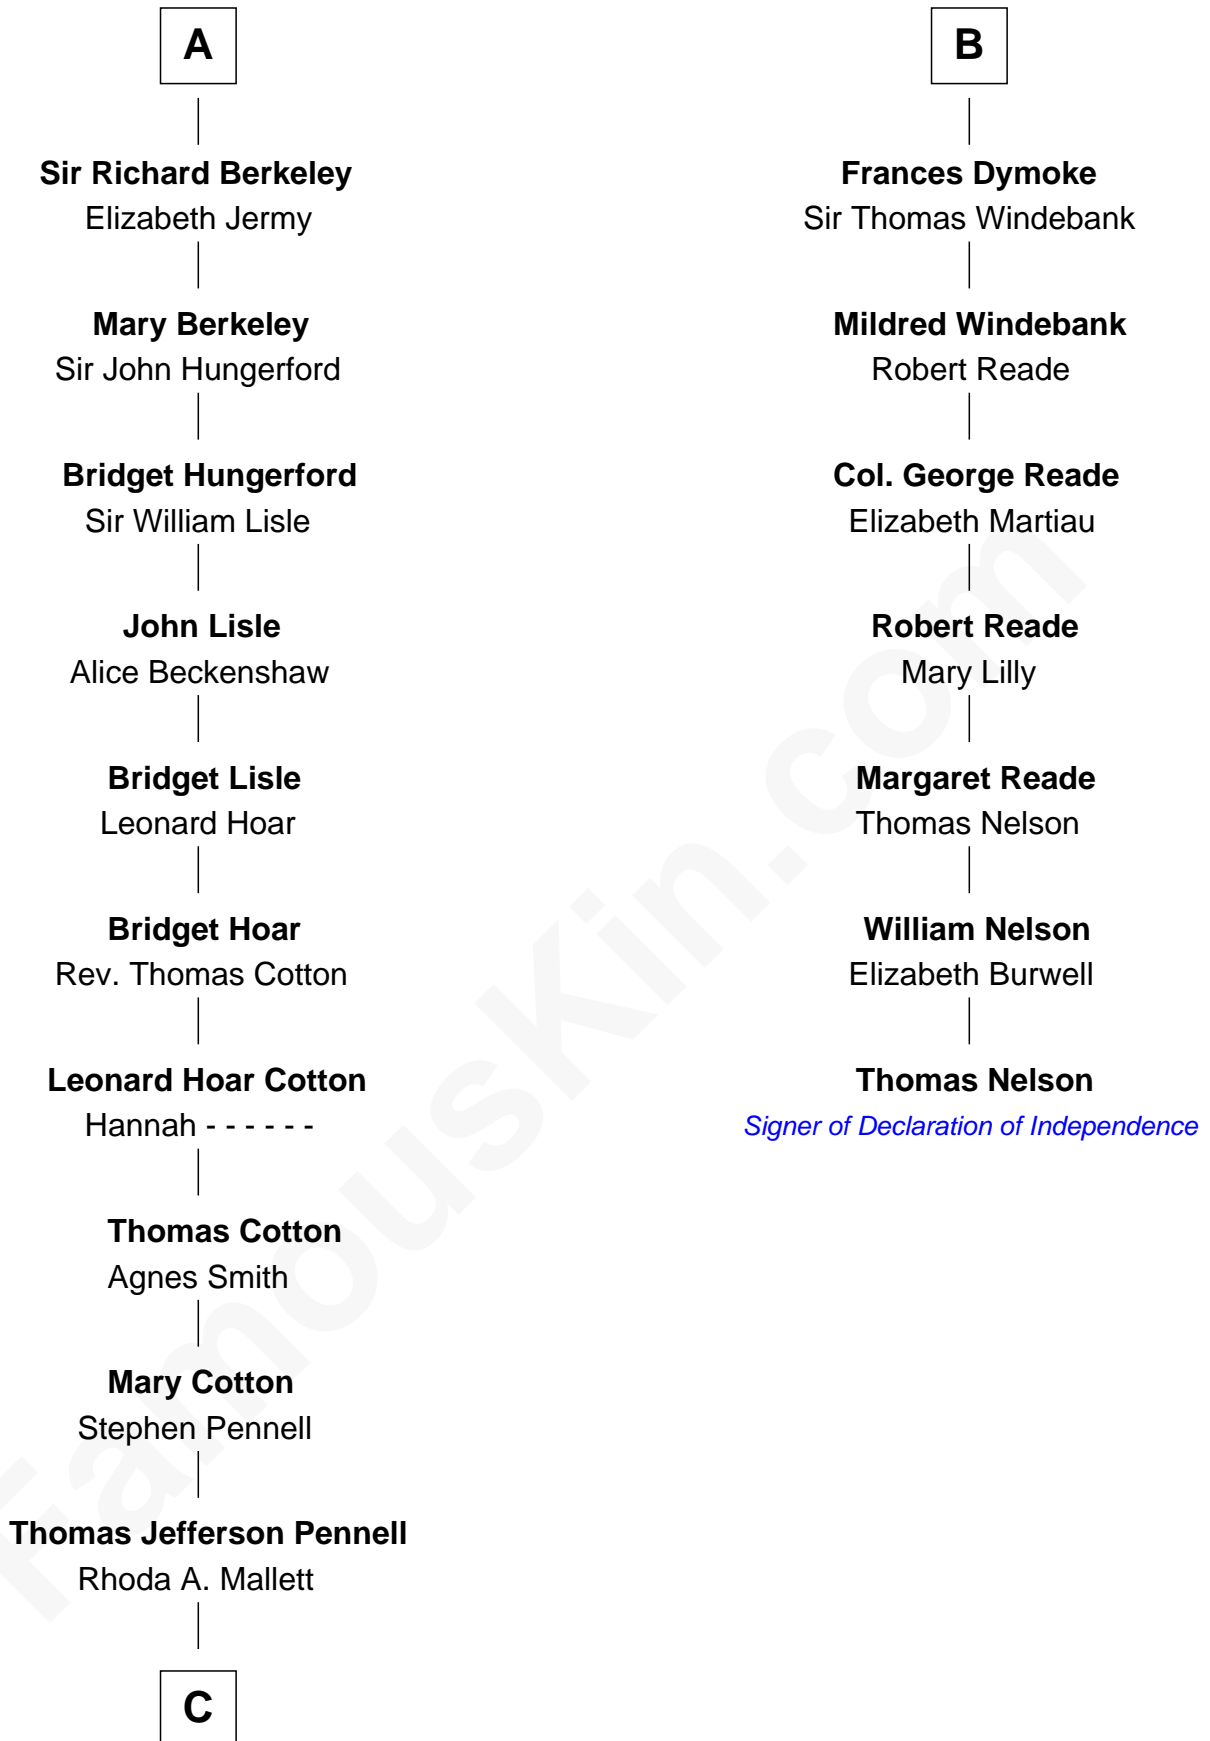 A
Sir Richard Berkeley
Elizabeth Jermy
Mary Berkeley
Sir John Hungerford
Bridget Hungerford
Sir William Lisle
John Lisle
Alice Beckenshaw
Bridget Lisle
Leonard Hoar
Bridget Hoar
Rev. Thomas Cotton
Leonard Hoar Cotton
Hannah - - - - - -
Thomas Cotton
Agnes Smith
Mary Cotton
Stephen Pennell
Thomas Jefferson Pennell
Rhoda A. Mallett
C
B
Frances Dymoke
Sir Thomas Windebank
Mildred Windebank
Robert Reade
Col. George Reade
Elizabeth Martiau
Robert Reade
Mary Lilly
Margaret Reade
Thomas Nelson
William Nelson
Elizabeth Burwell
Thomas Nelson
Signer of Declaration of Independence
FamousKin.com